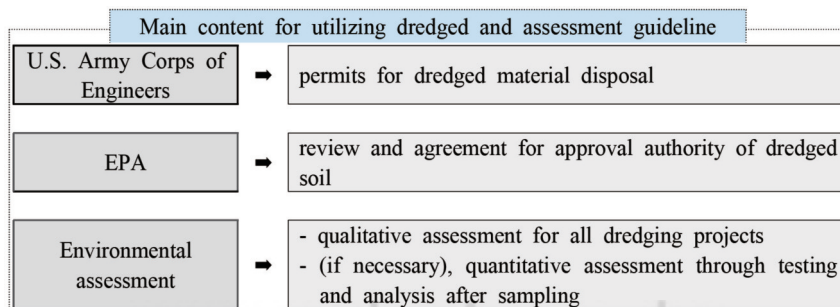 Main content for utilizing dredged and assessment guideline
U.S. Army Corps of
Engineers
➡
permits for dredged material disposal
EPA
➡
review and agreement for approval authority of dredged
soil
Environmental
assessment
➡
- qualitative assessment for all dredging projects
- (if necessary), quantitative assessment through testing
and analysis after sampling